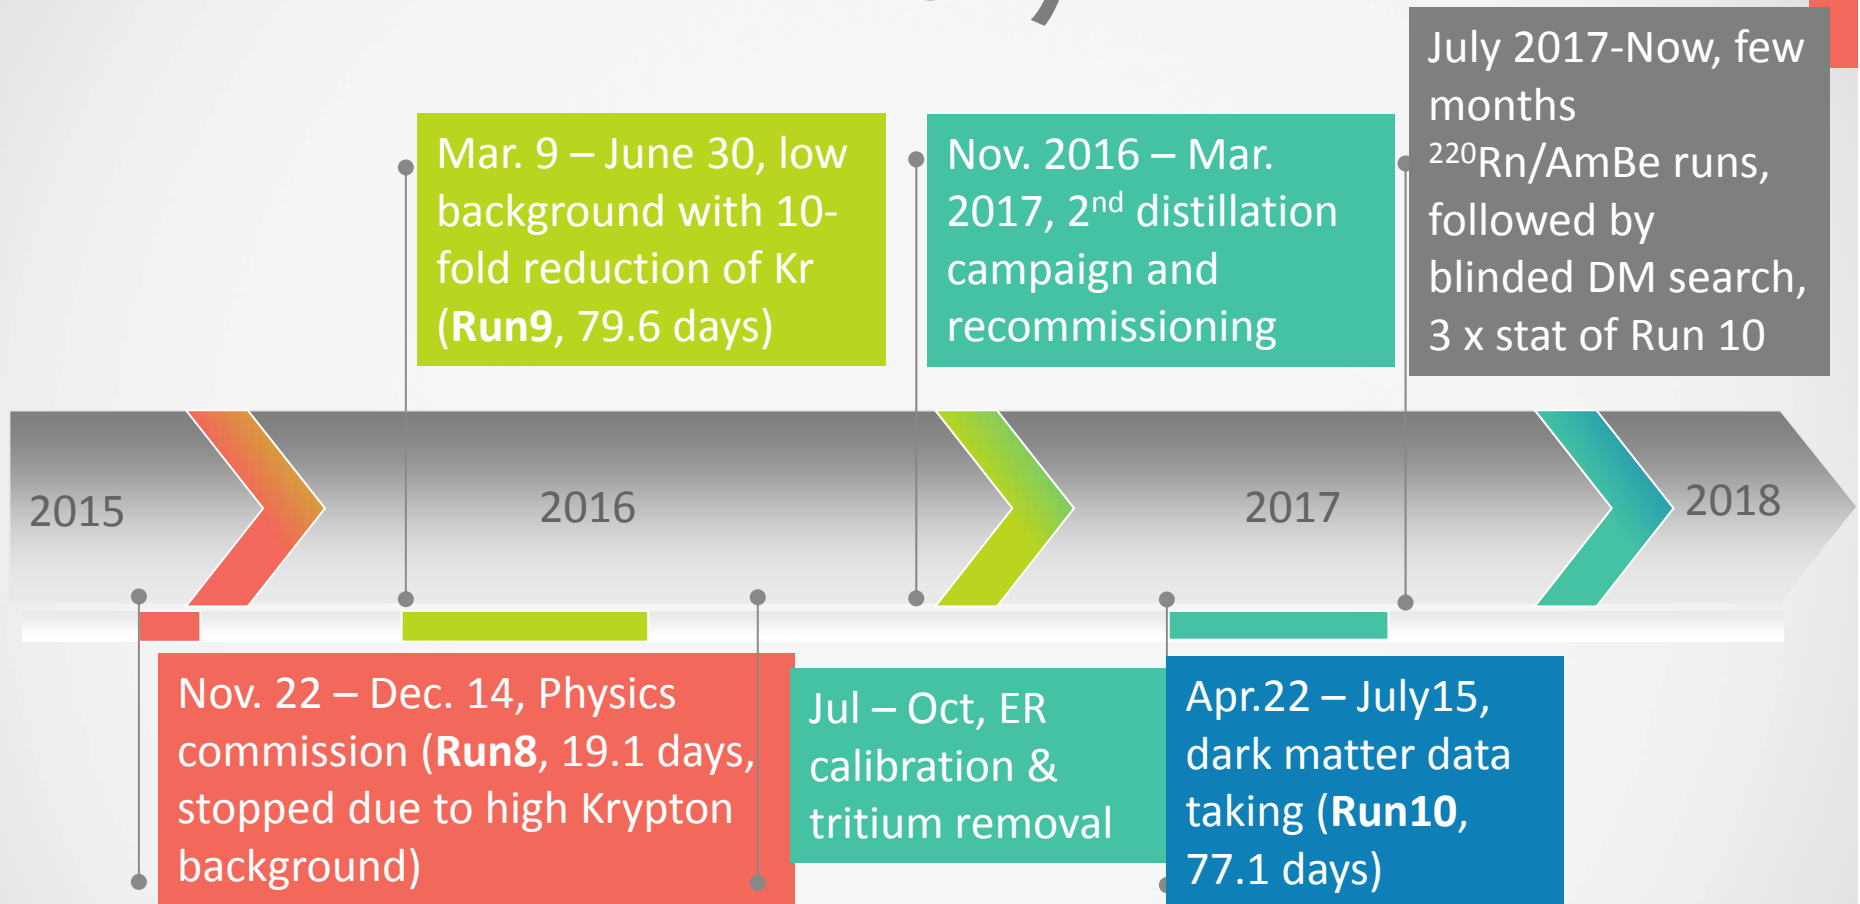 July 2017-Now, few
months
²²⁰Rn/AmBe runs,
followed by
blinded DM search,
3 x stat of Run 10
Mar. 9 – June 30, low
background with 10-
fold reduction of Kr
(Run9, 79.6 days)
Nov. 2016 – Mar.
2017, 2ⁿᵈ distillation
campaign and
recommissioning
2015
2016
2017
2018
Nov. 22 – Dec. 14, Physics
commission (Run8, 19.1 days,
stopped due to high Krypton
background)
Jul – Oct, ER
calibration &
tritium removal
Apr.22 – July15,
dark matter data
taking (Run10,
77.1 days)